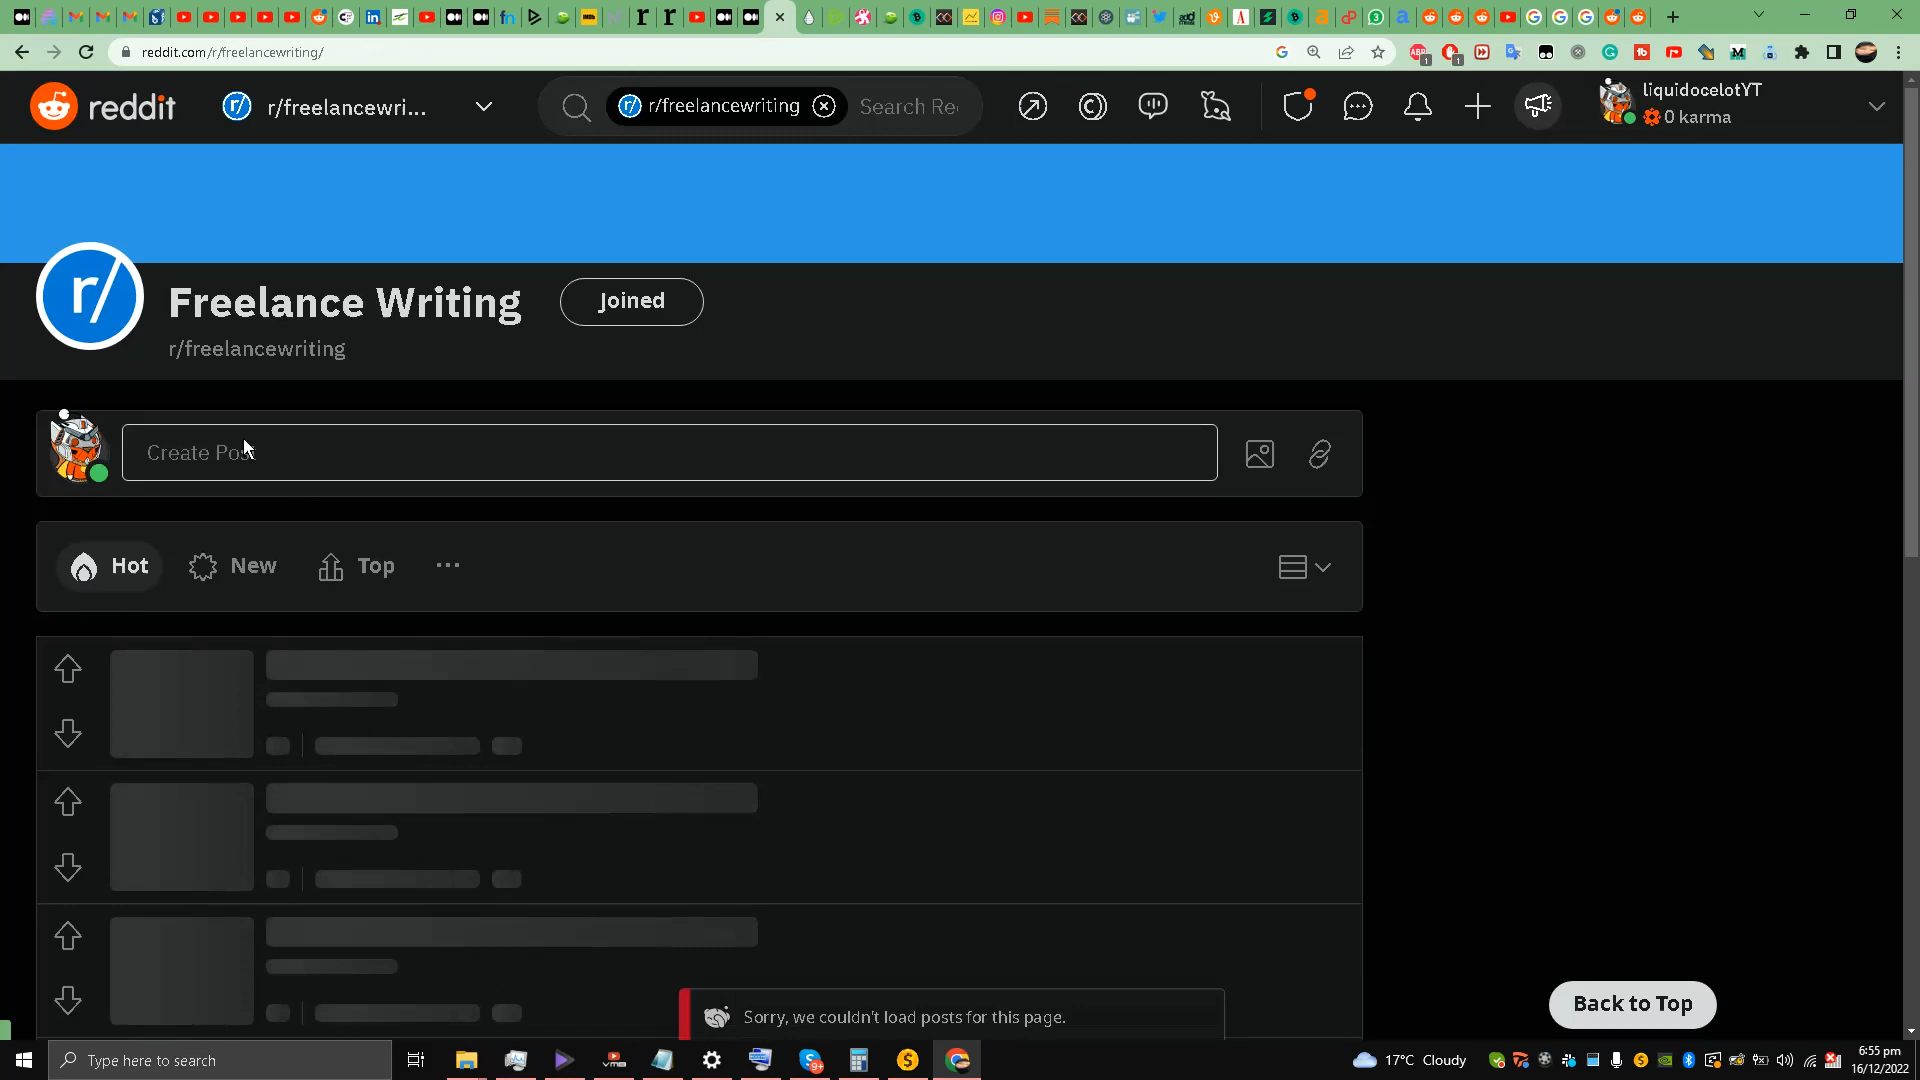 reddit.com/r/freelancewriting/
reddit
r/freelancewri...
r/freelancewriting
Search Re
liquidocelotYT
0 karma
r/
Freelance Writing
Joined
r/freelancewriting
Create Post
Hot
New
Top
Sorry, we couldn't load posts for this page.
Back to Top
Type here to search
17°C Cloudy
6:55 pm
16/12/2022